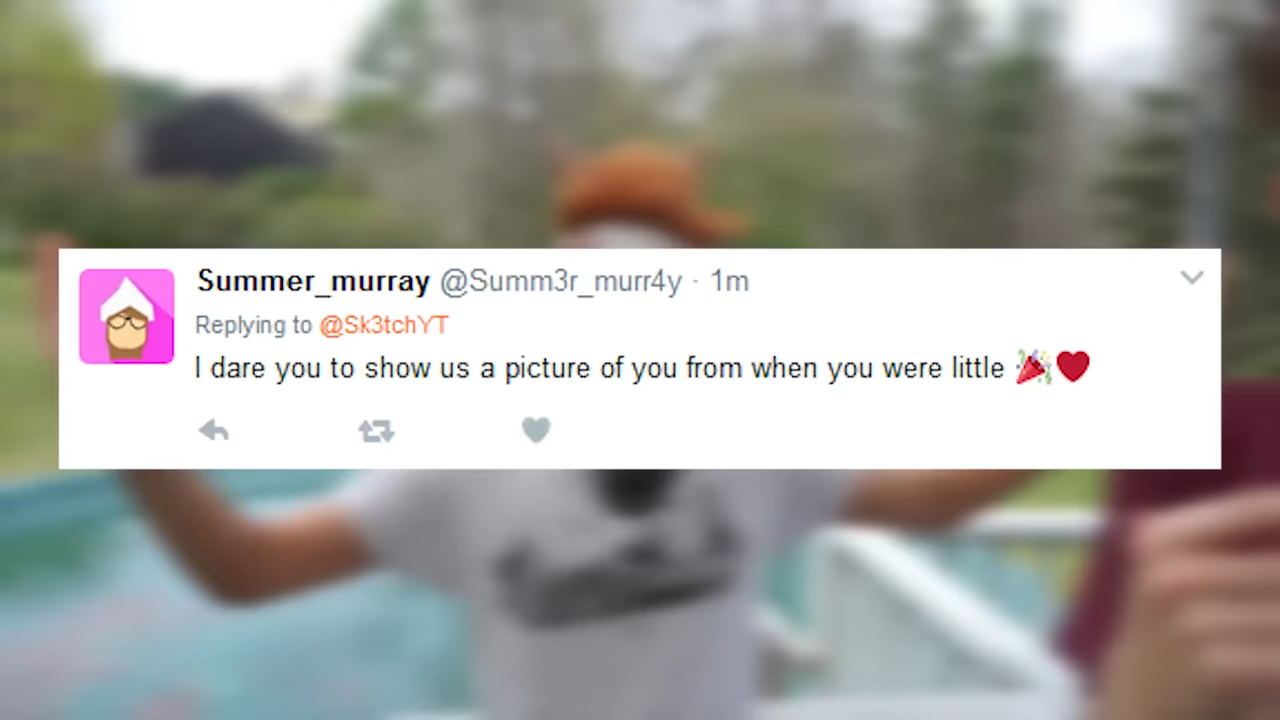 Summer_murray @Summ3r_murr4y · 1m
Replying to @Sk3tchYT
I dare you to show us a picture of you from when you were little 🎉❤